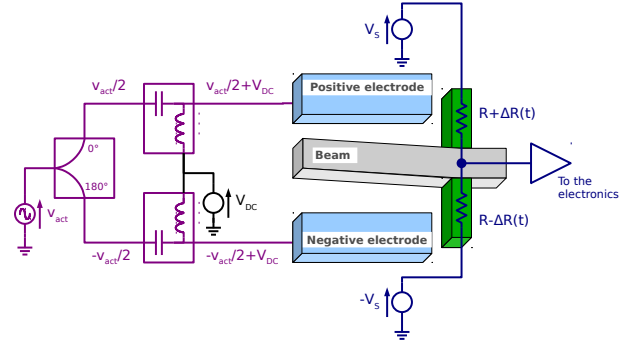 V_S
v_act/2
v_act/2+V_DC
Positive electrode
R+ΔR(t)
0°
Beam
180°
To the
electronics
v_act
V_DC
R-ΔR(t)
Negative electrode
-v_act/2
-v_act/2+V_DC
-V_S